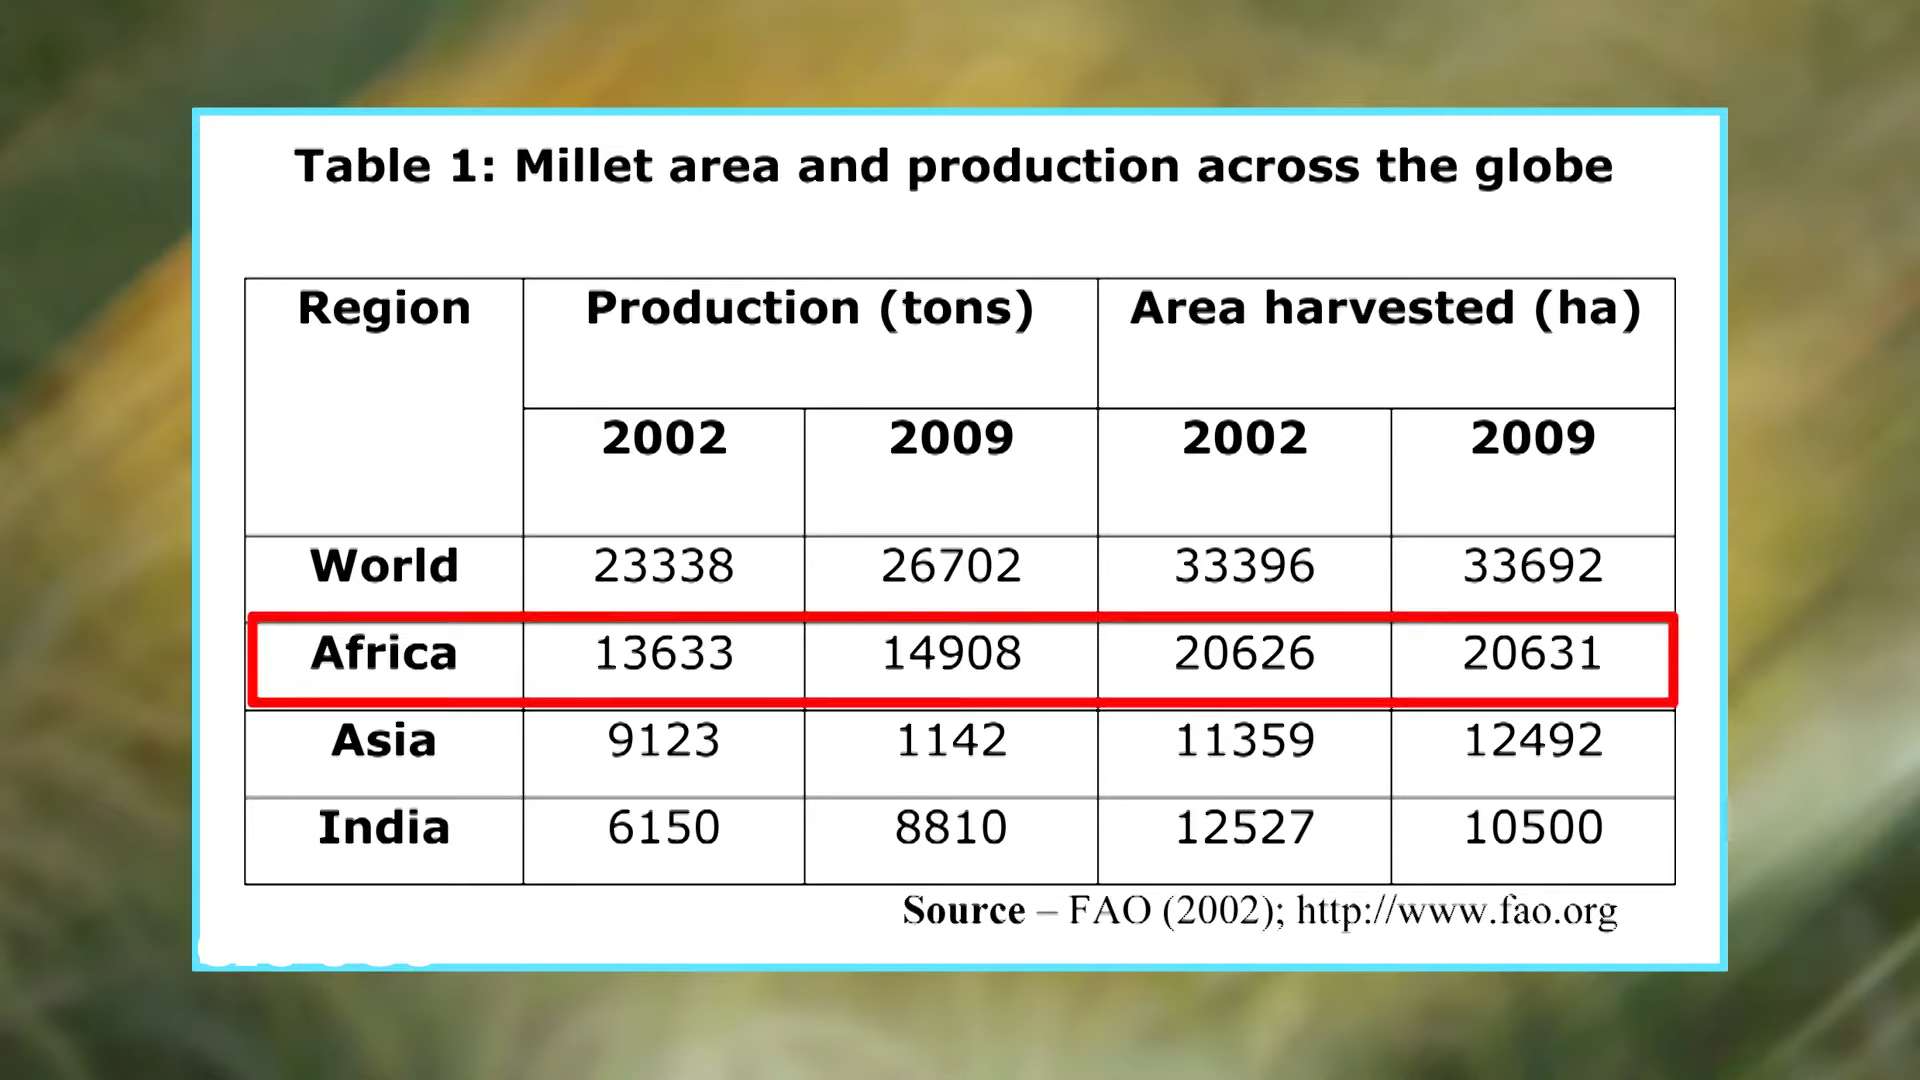 Table 1: Millet area and production across the globe
Region Production (tons) Area harvested (ha)
2002 2009 2002 2009
World 23338 26702 33396 33692
Africa 13633 14908 20626 20631
Asia 9123 1142 11359 12492
India 6150 8810 12527 10500
Source – FAO (2002); http://www.fao.org